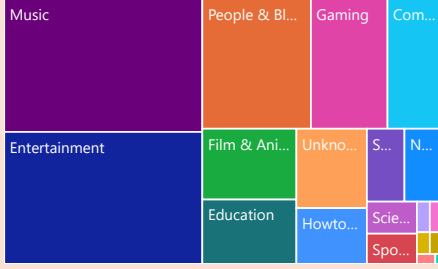 Music
People & Bl...
Gaming
Com...
Entertainment
Film & Ani...
Unkno...
S...
N...
Education
Howto...
Scie...
Spo...